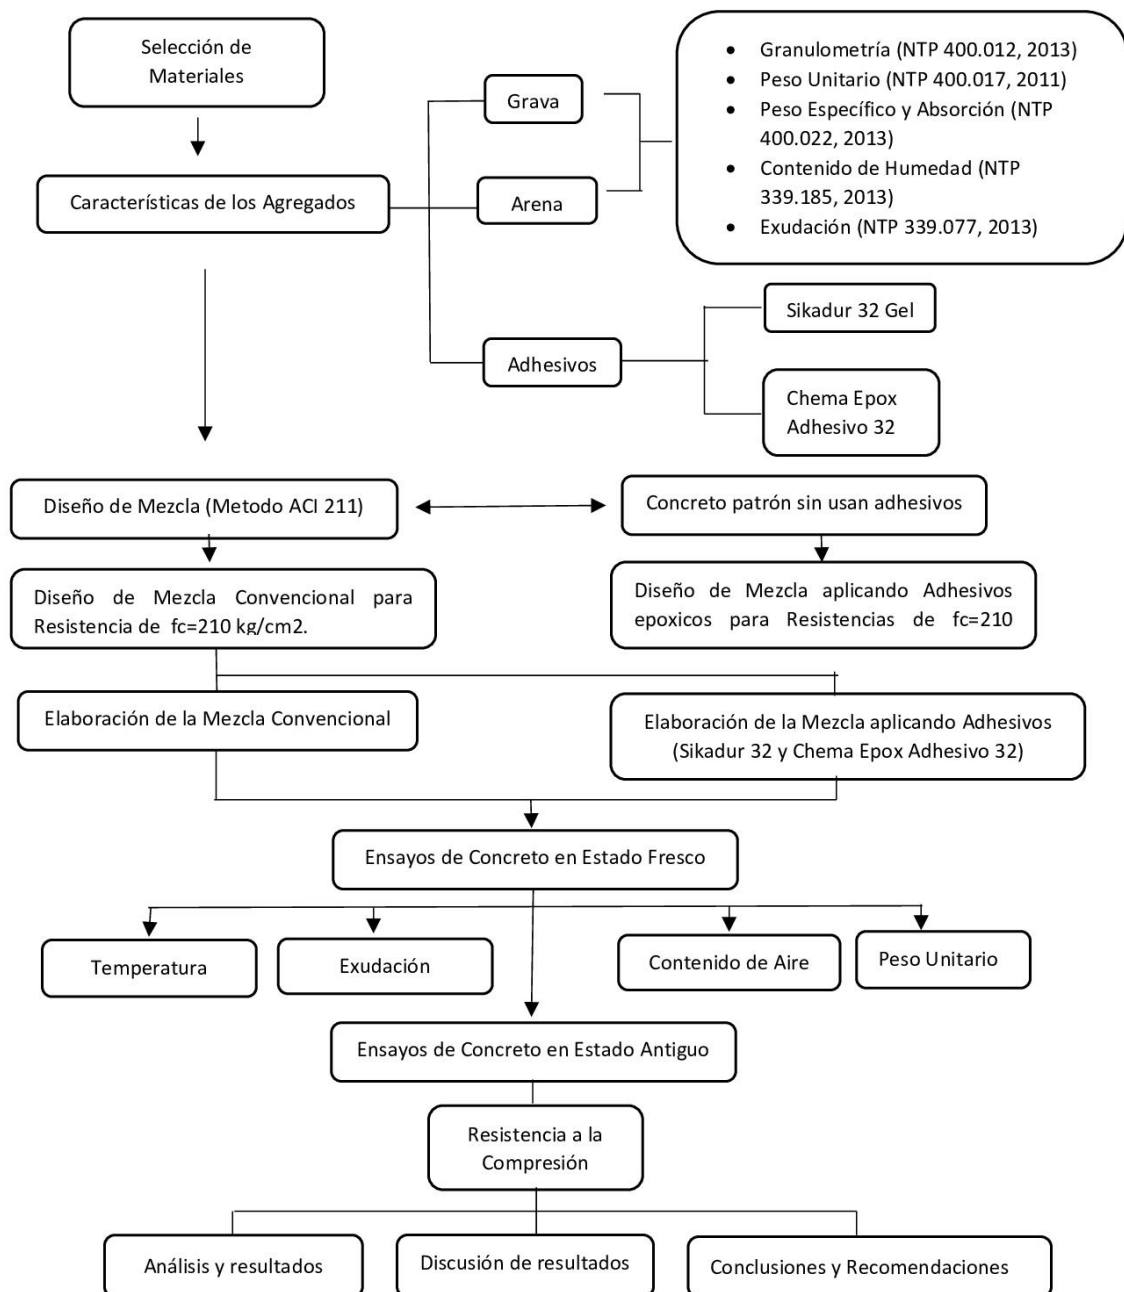 Selección de
Materiales
Características de los Agregados
Grava
Arena
• Granulometría (NTP 400.012, 2013)
• Peso Unitario (NTP 400.017, 2011)
• Peso Específico y Absorción (NTP
400.022, 2013)
• Contenido de Humedad (NTP
339.185, 2013)
• Exudación (NTP 339.077, 2013)
Adhesivos
Sikadur 32 Gel
Chema Epox
Adhesivo 32
Diseño de Mezcla (Metodo ACI 211)
Concreto patrón sin usan adhesivos
Diseño de Mezcla Convencional para
Resistencia de fc=210 kg/cm2.
Diseño de Mezcla aplicando Adhesivos
epoxicos para Resistencias de fc=210
Elaboración de la Mezcla Convencional
Elaboración de la Mezcla aplicando Adhesivos
(Sikadur 32 y Chema Epox Adhesivo 32)
Ensayos de Concreto en Estado Fresco
Temperatura
Exudación
Contenido de Aire
Peso Unitario
Ensayos de Concreto en Estado Antiguo
Resistencia a la
Compresión
Análisis y resultados
Discusión de resultados
Conclusiones y Recomendaciones